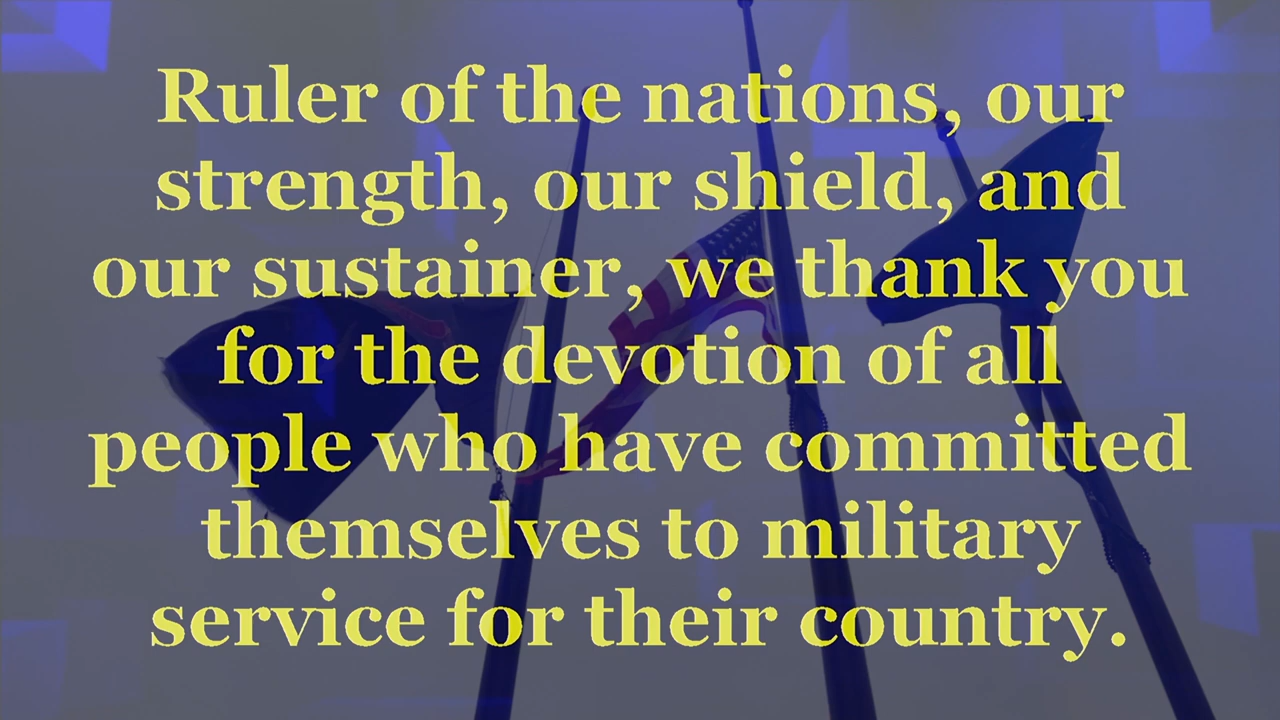 Ruler of the nations, our
strength, our shield, and
our sustainer, we thank you
for the devotion of all
people who have committed
themselves to military
service for their country.